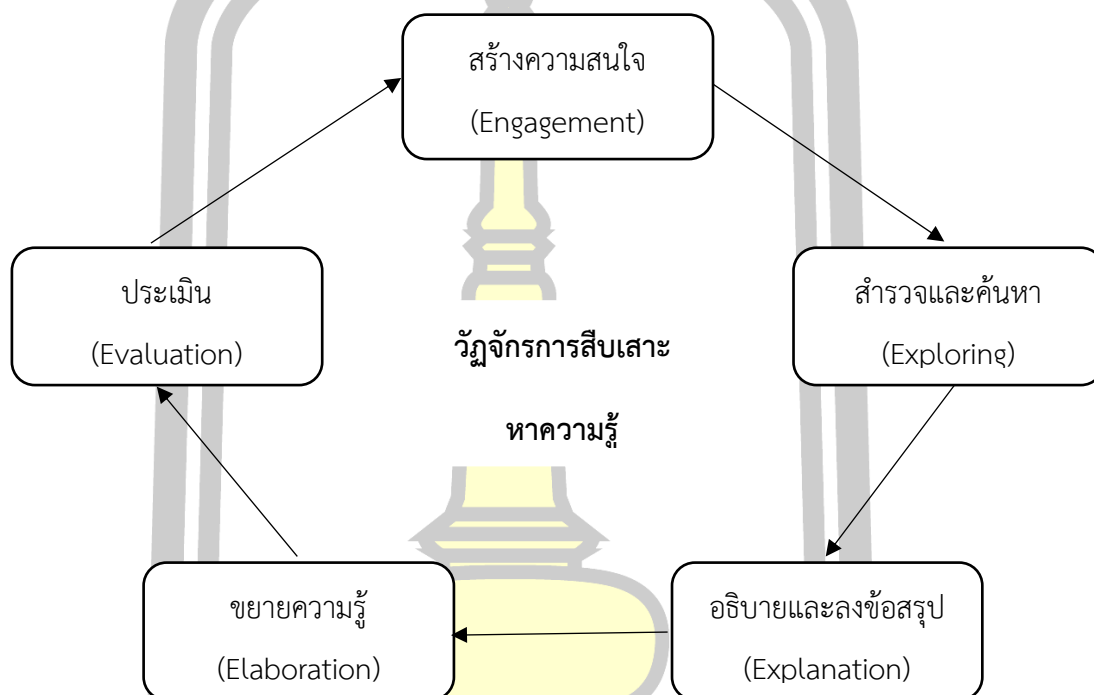 สร้างความสนใจ
(Engagement)
ประเมิน
(Evaluation)
สำรวจและค้นหา
(Exploring)
วัฏจักรการสืบเสาะ
หาความรู้
ขยายความรู้
(Elaboration)
อธิบายและลงข้อสรุป
(Explanation)